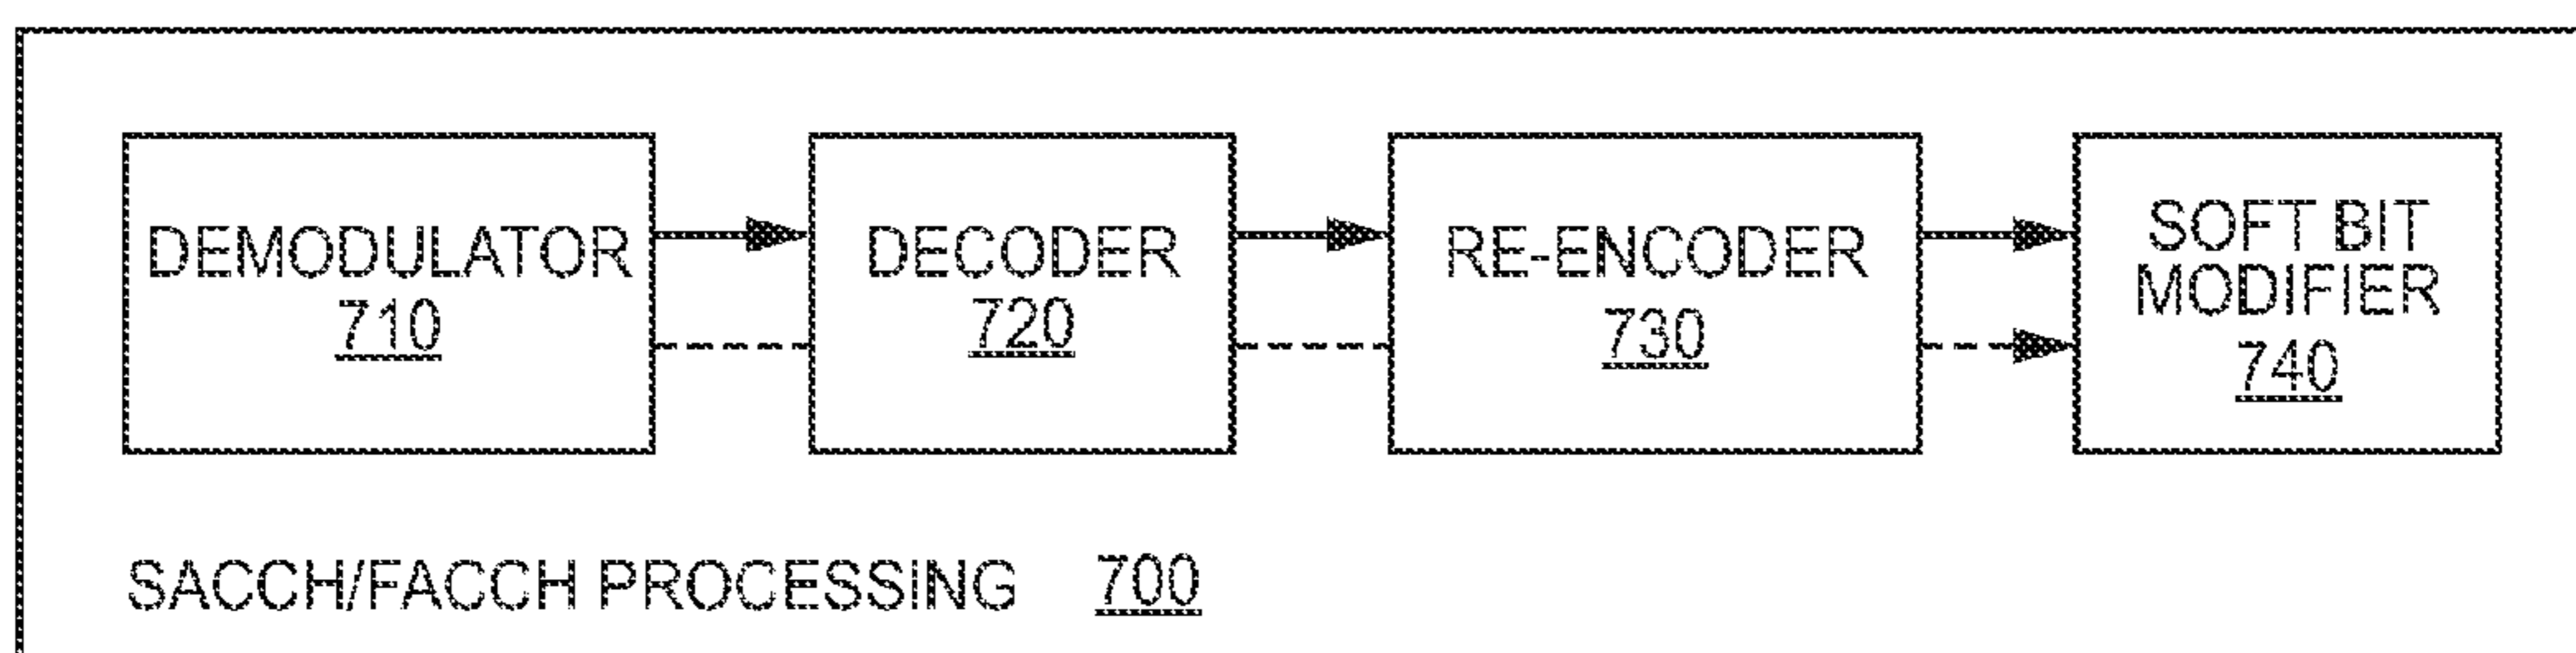 DEMODULATOR
710
DECODER
720
RE-ENCODER
730
SOFT BIT
MODIFIER
740
SACCH/FACCH PROCESSING 700